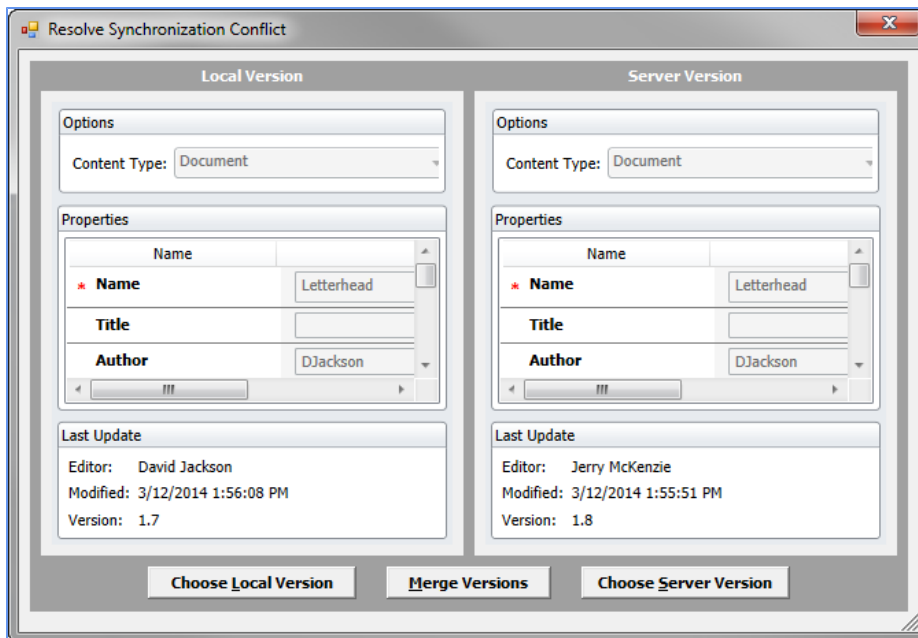 Resolve Synchronization Conflict
Local Version
Options
Content Type: Document
Properties
Name
* Name Letterhead
Title
Author DJackson
Last Update
Editor: David Jackson
Modified: 3/12/2014 1:56:08 PM
Version: 1.7
Server Version
Options
Content Type: Document
Properties
Name
* Name Letterhead
Title
Author DJackson
Last Update
Editor: Jerry McKenzie
Modified: 3/12/2014 1:55:51 PM
Version: 1.8
Choose Local Version Merge Versions Choose Server Version